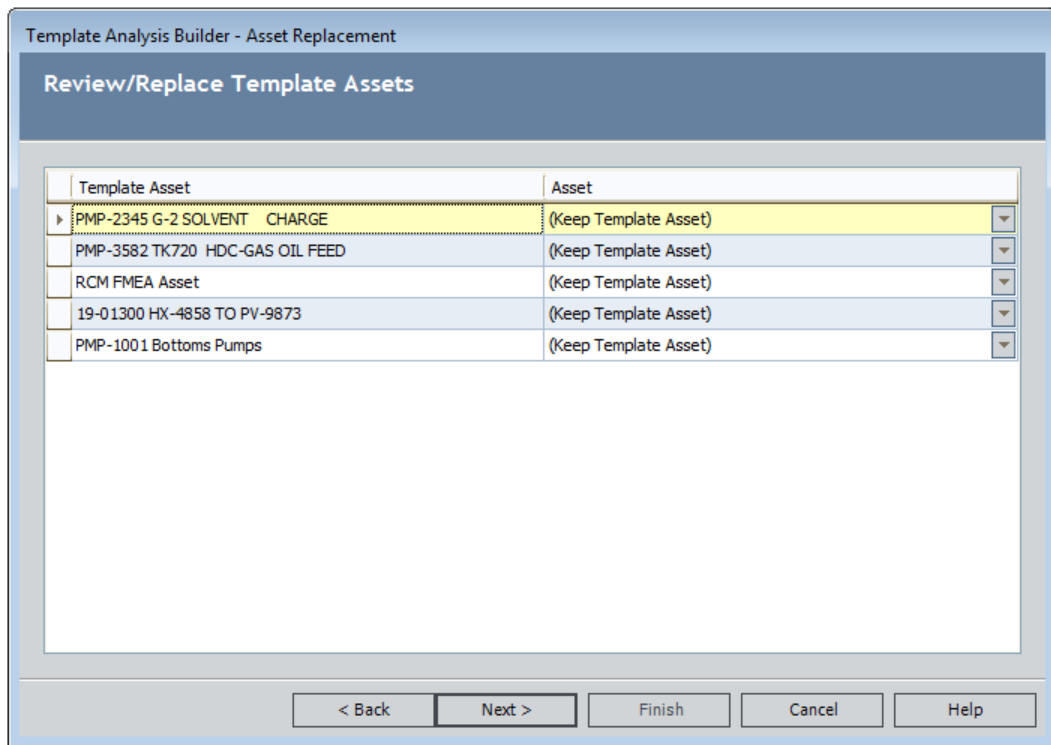 Template Analysis Builder - Asset Replacement
Review/Replace Template Assets
Template Asset Asset
PMP-2345 G-2 SOLVENT    CHARGE (Keep Template Asset)
PMP-3582 TK720  HDC-GAS OIL FEED (Keep Template Asset)
RCM FMEA Asset (Keep Template Asset)
19-01300 HX-4858 TO PV-9873 (Keep Template Asset)
PMP-1001 Bottoms Pumps (Keep Template Asset)
< Back Next > Finish Cancel Help